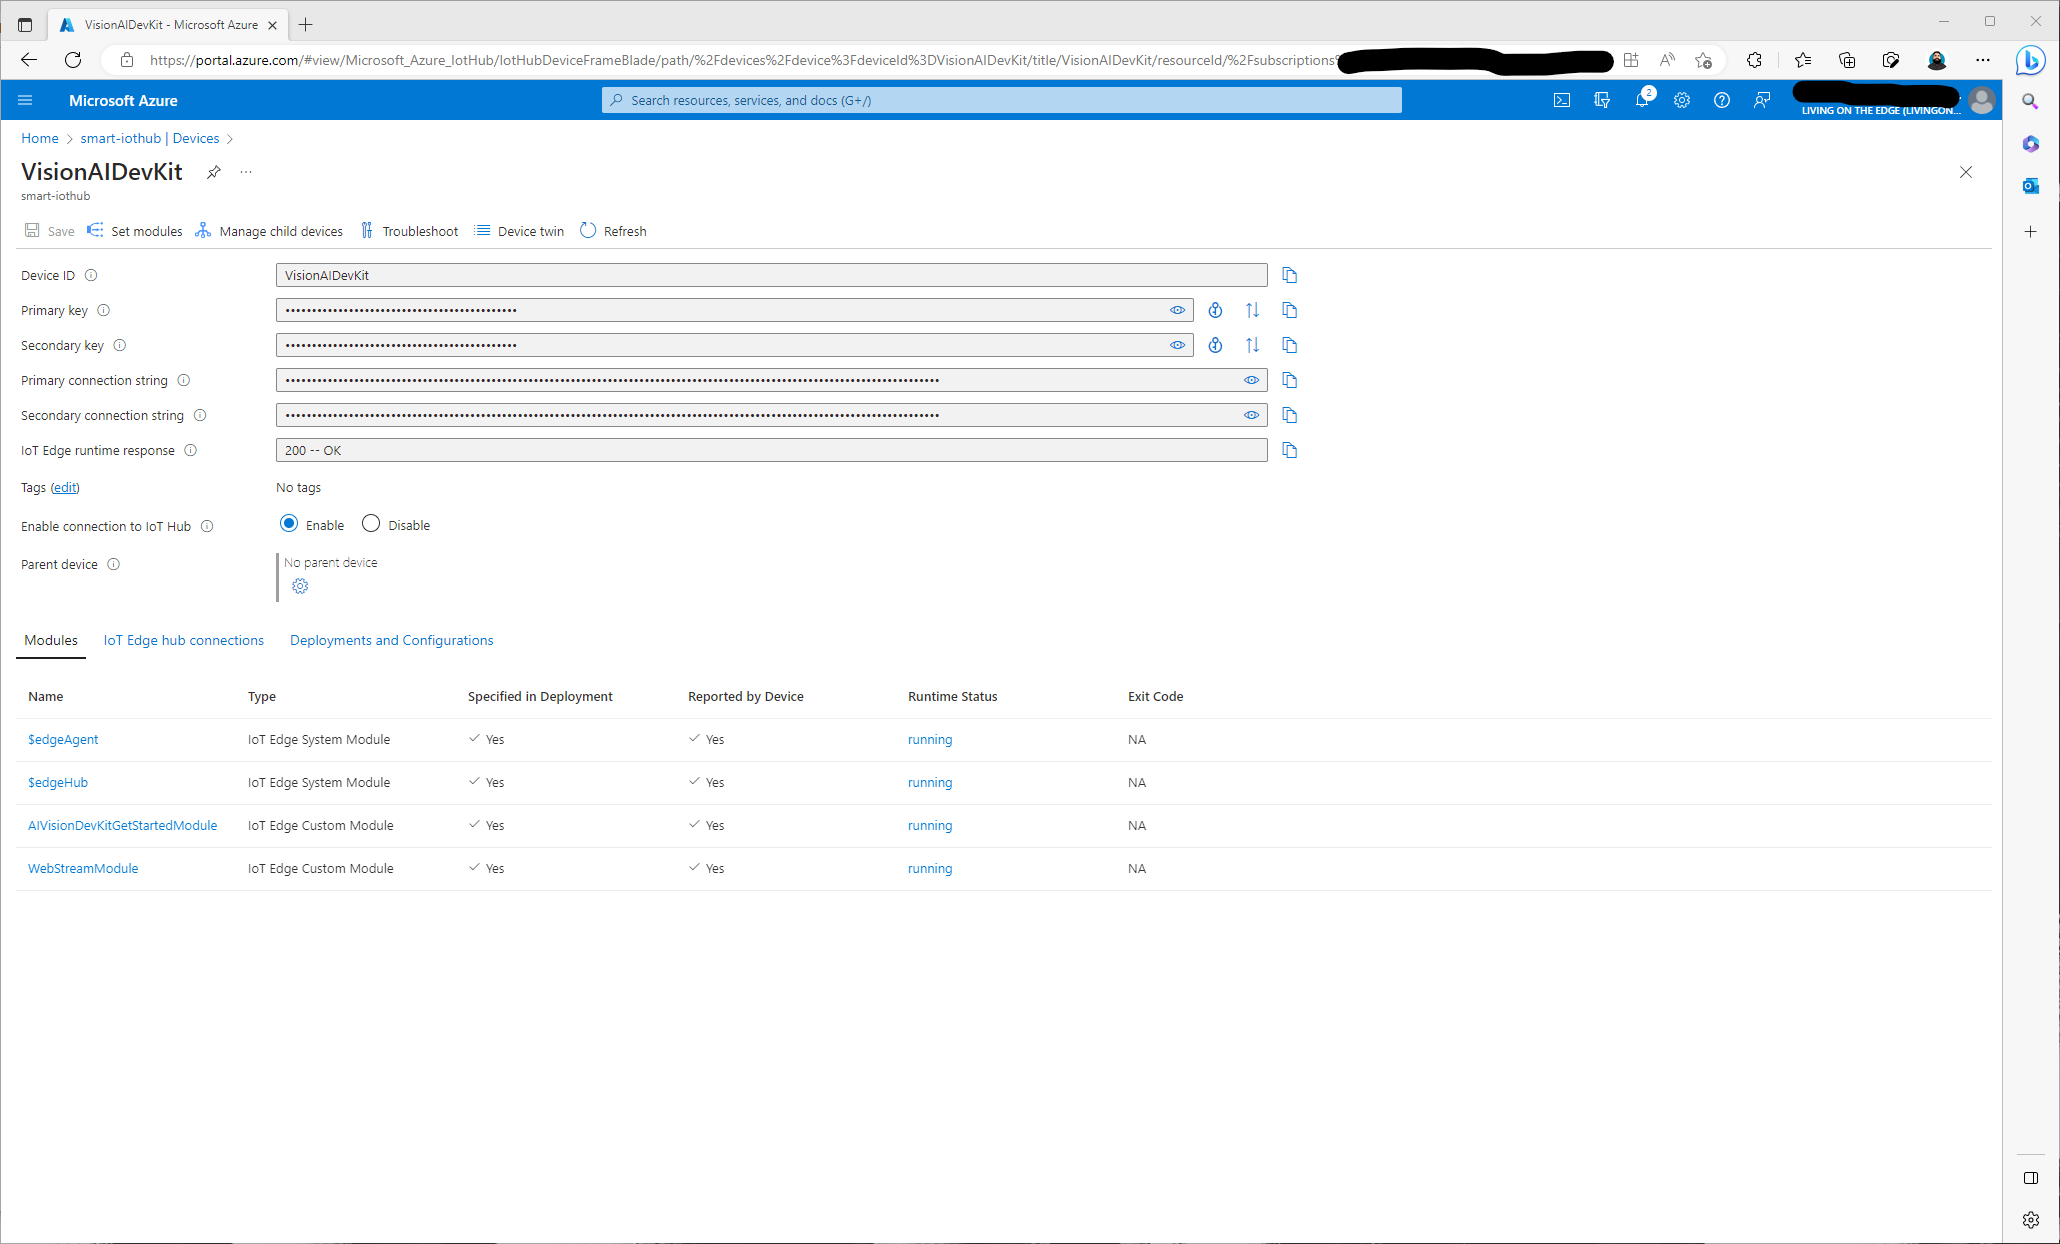 VisionAIDevKit - Microsoft Azure
https://portal.azure.com/#view/Microsoft_Azure_IotHub/IotHubDeviceFrameBlade/path/%2Fdevices%2Fdevice%3FdeviceId%3DVisionAIDevKit/title/VisionAIDevKit/resourceId/%2Fsubscriptions%
Microsoft Azure
Search resources, services, and docs (G+/)
2
LIVING ON THE EDGE (LIVINGON...
Home > smart-iothub | Devices >
VisionAIDevKit
smart-iothub
Save Set modules Manage child devices Troubleshoot Device twin Refresh
Device ID VisionAIDevKit
Primary key
Secondary key
Primary connection string
Secondary connection string
IoT Edge runtime response 200 -- OK
Tags (edit) No tags
Enable connection to IoT Hub Enable Disable
Parent device No parent device
Modules IoT Edge hub connections Deployments and Configurations
Name Type Specified in Deployment Reported by Device Runtime Status Exit Code
$edgeAgent IoT Edge System Module Yes Yes running NA
$edgeHub IoT Edge System Module Yes Yes running NA
AIVisionDevKitGetStartedModule IoT Edge Custom Module Yes Yes running NA
WebStreamModule IoT Edge Custom Module Yes Yes running NA